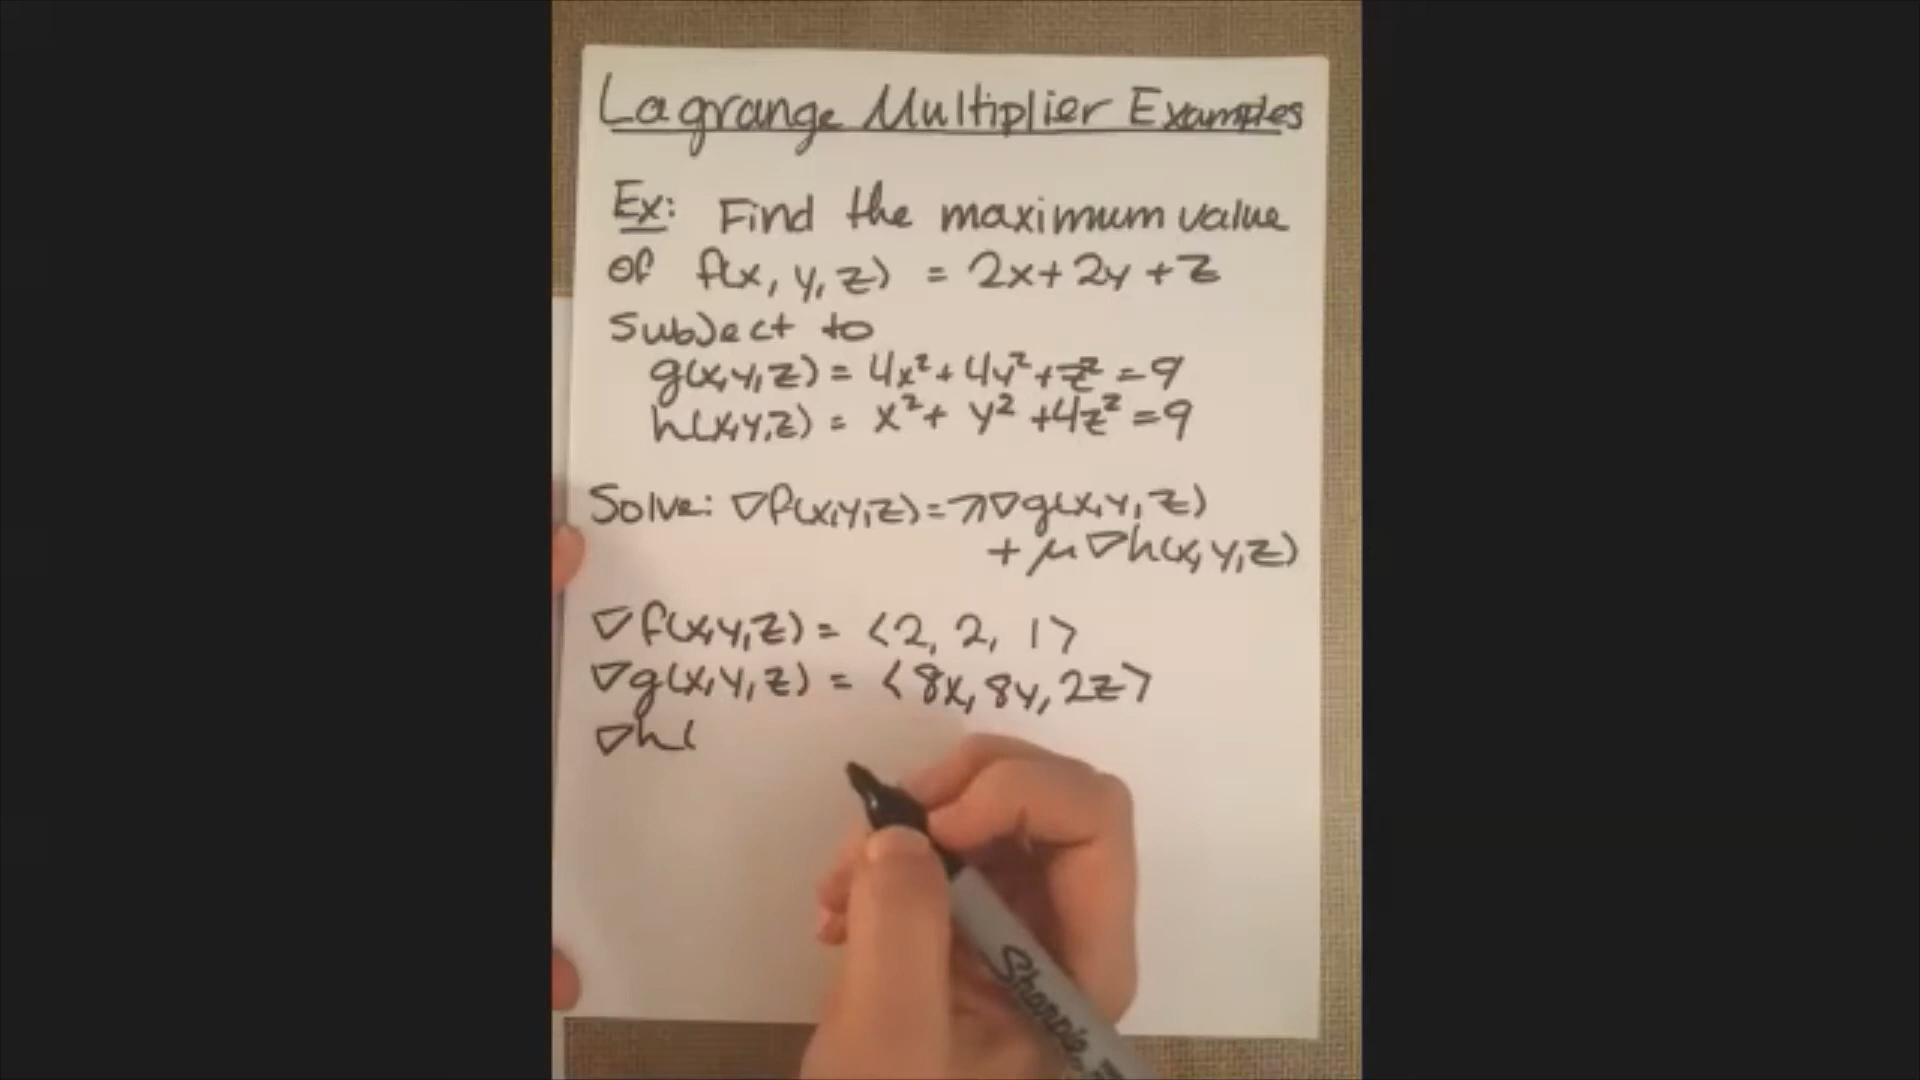 Lagrange Multiplier Examples
Ex: Find the maximum value
of f(x, y, z) = 2x + 2y + z
Subject to
g(x,y,z) = 4x² + 4y² + z² = 9
h(x,y,z) = x² + y² + 4z² = 9
Solve: ∇f(x,y,z) = λ∇g(x,y,z)
+ μ∇h(x,y,z)
∇f(x,y,z) = ⟨2, 2, 1⟩
∇g(x,y,z) = ⟨8x, 8y, 2z⟩
∇h(
Sharpie